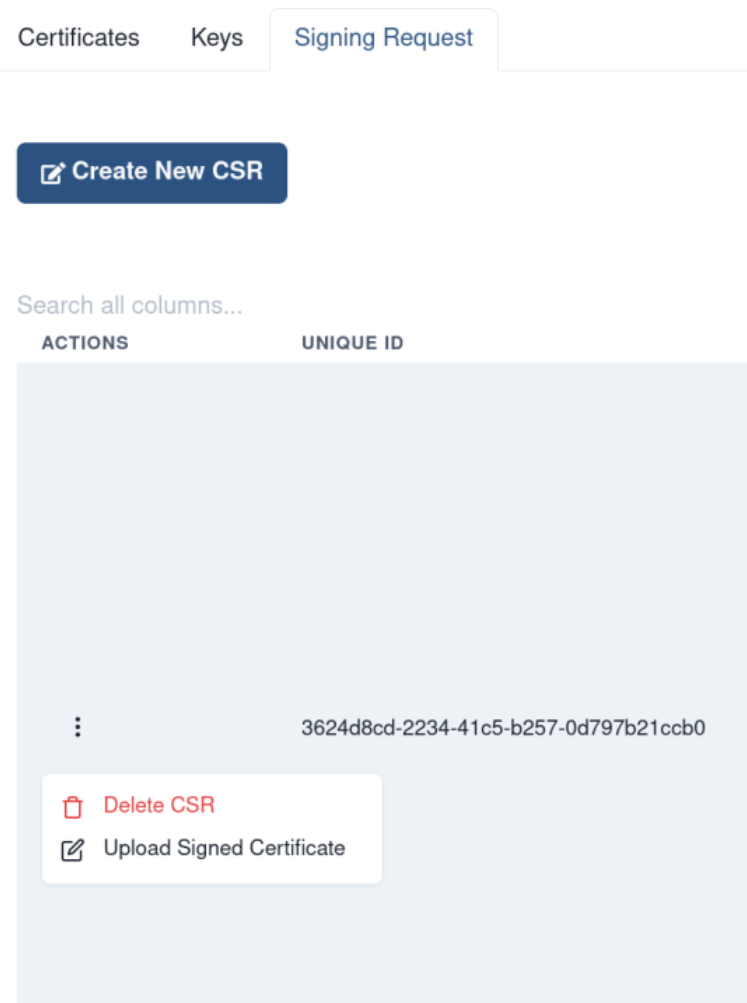 Certificates Keys Signing Request
Create New CSR
Search all columns...
ACTIONS UNIQUE ID
3624d8cd-2234-41c5-b257-0d797b21ccb0
Delete CSR
Upload Signed Certificate